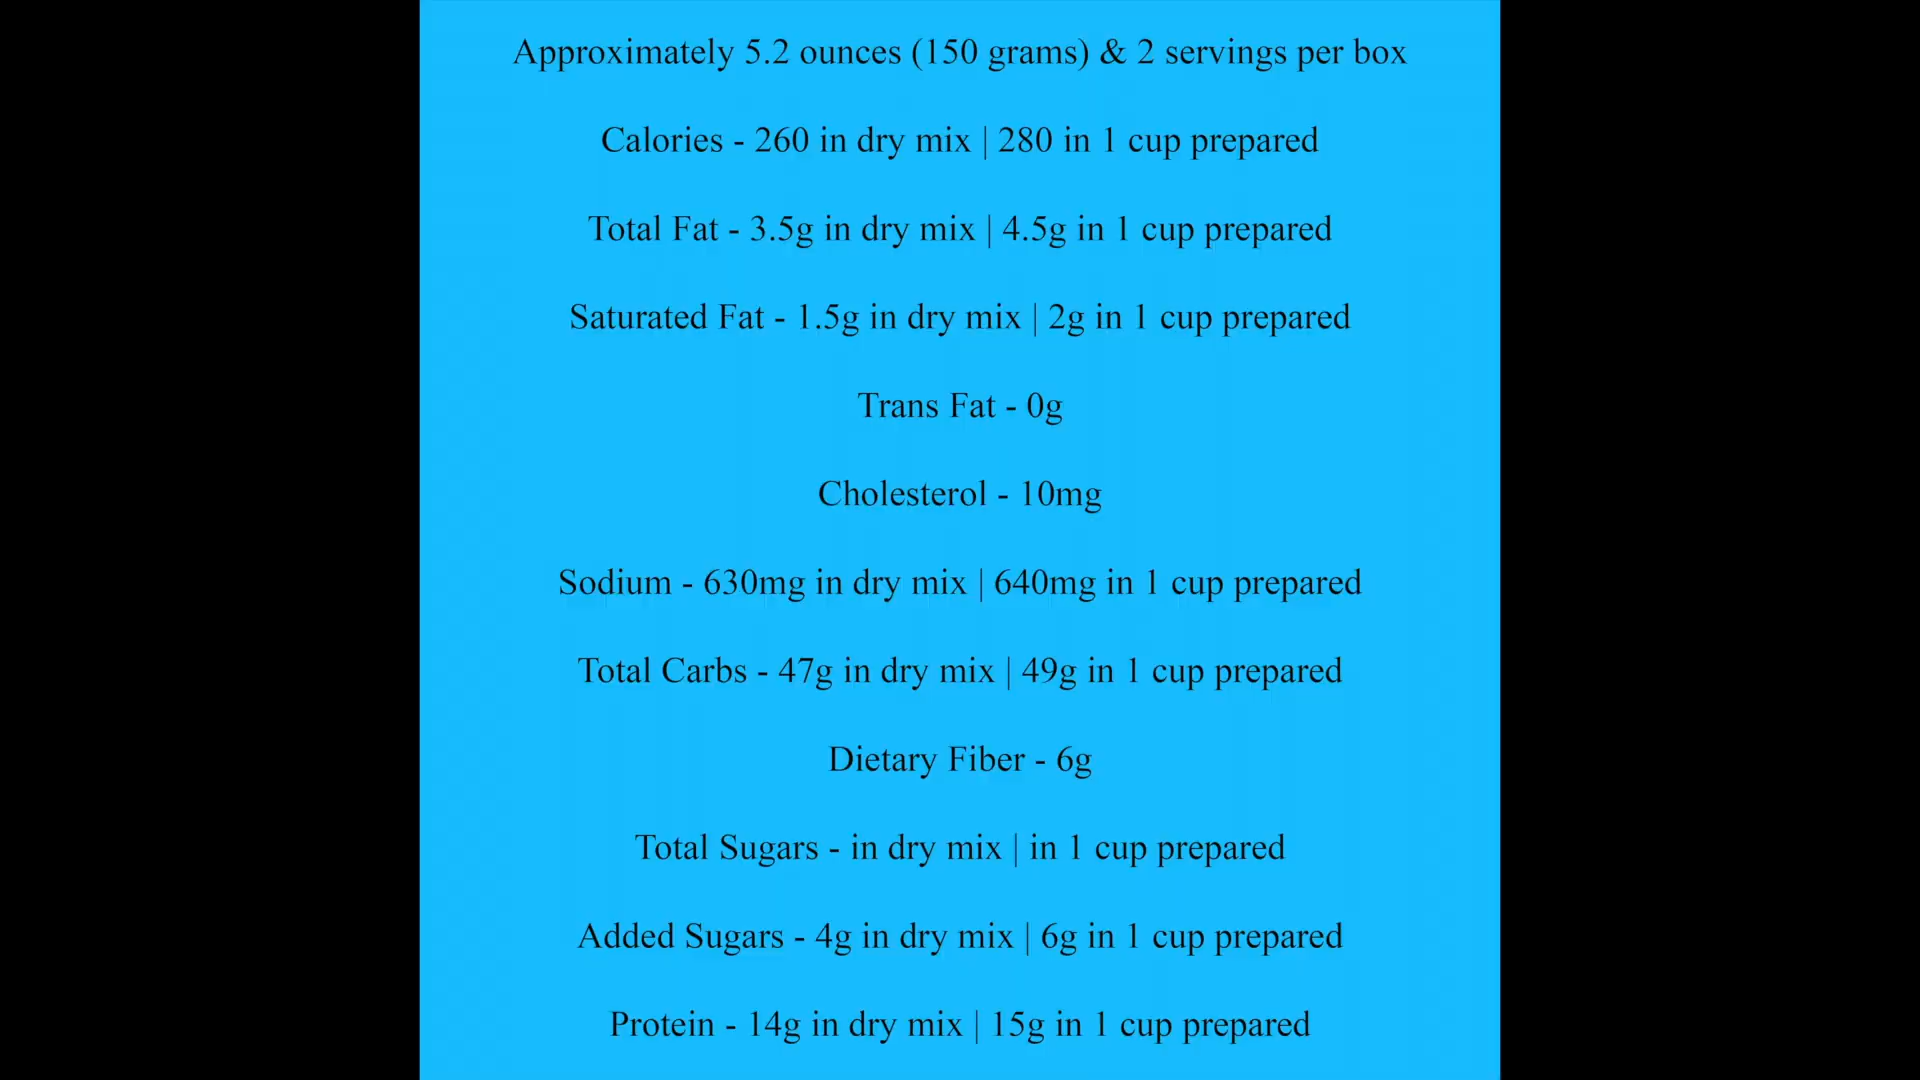 Approximately 5.2 ounces (150 grams) & 2 servings per box
Calories - 260 in dry mix | 280 in 1 cup prepared
Total Fat - 3.5g in dry mix | 4.5g in 1 cup prepared
Saturated Fat - 1.5g in dry mix | 2g in 1 cup prepared
Trans Fat - 0g
Cholesterol - 10mg
Sodium - 630mg in dry mix | 640mg in 1 cup prepared
Total Carbs - 47g in dry mix | 49g in 1 cup prepared
Dietary Fiber - 6g
Total Sugars - in dry mix | in 1 cup prepared
Added Sugars - 4g in dry mix | 6g in 1 cup prepared
Protein - 14g in dry mix | 15g in 1 cup prepared